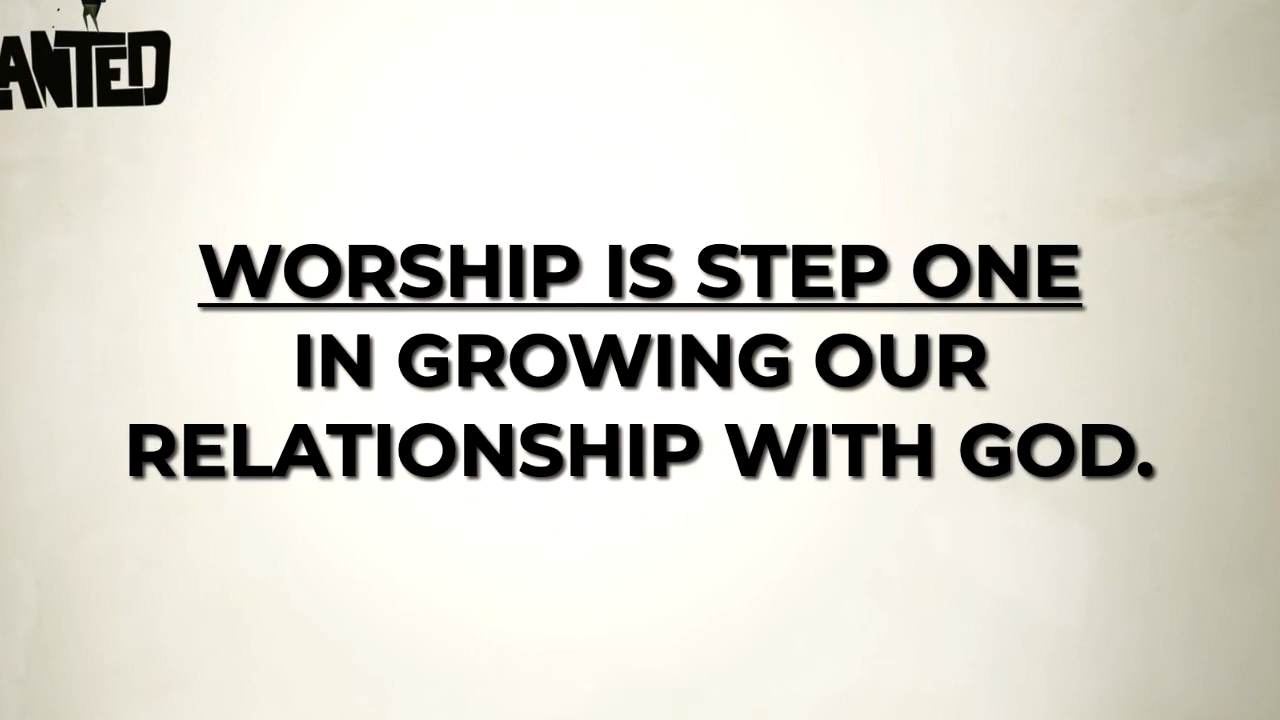 ANTED
WORSHIP IS STEP ONE
IN GROWING OUR
RELATIONSHIP WITH GOD.